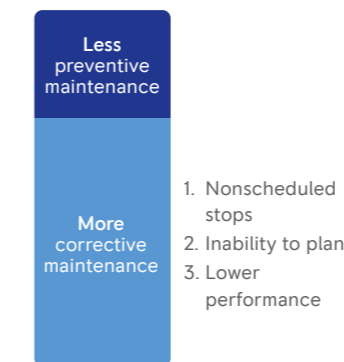 Less
preventive
maintenance
More
corrective
maintenance
1. Nonscheduled
stops
2. Inability to plan
3. Lower
performance